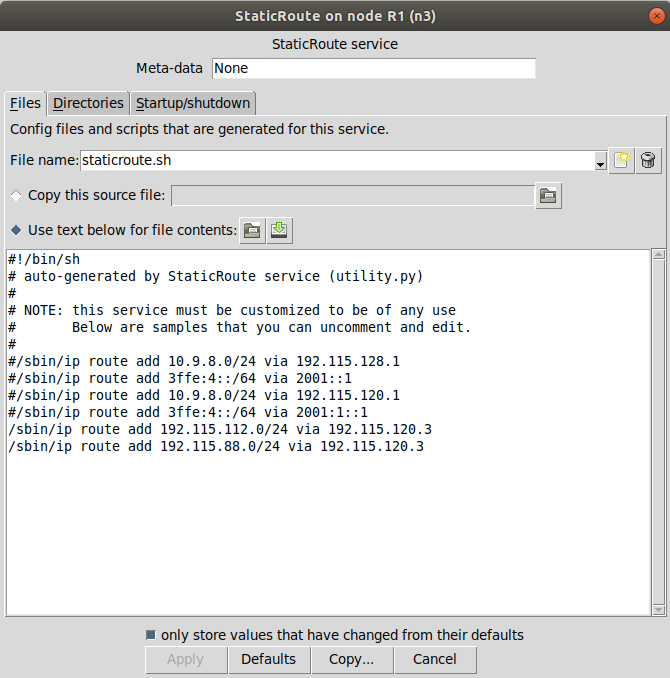 StaticRoute on node R1 (n3)
StaticRoute service
Meta-data None
Files Directories Startup/shutdown
Config files and scripts that are generated for this service.
File name: staticroute.sh
Copy this source file:
Use text below for file contents:
#!/bin/sh
# auto-generated by StaticRoute service (utility.py)
#
# NOTE: this service must be customized to be of any use
#       Below are samples that you can uncomment and edit.
#
#/sbin/ip route add 10.9.8.0/24 via 192.115.128.1
#/sbin/ip route add 3ffe:4::/64 via 2001::1
#/sbin/ip route add 10.9.8.0/24 via 192.115.120.1
#/sbin/ip route add 3ffe:4::/64 via 2001:1::1
/sbin/ip route add 192.115.112.0/24 via 192.115.120.3
/sbin/ip route add 192.115.88.0/24 via 192.115.120.3
only store values that have changed from their defaults
Apply Defaults Copy... Cancel